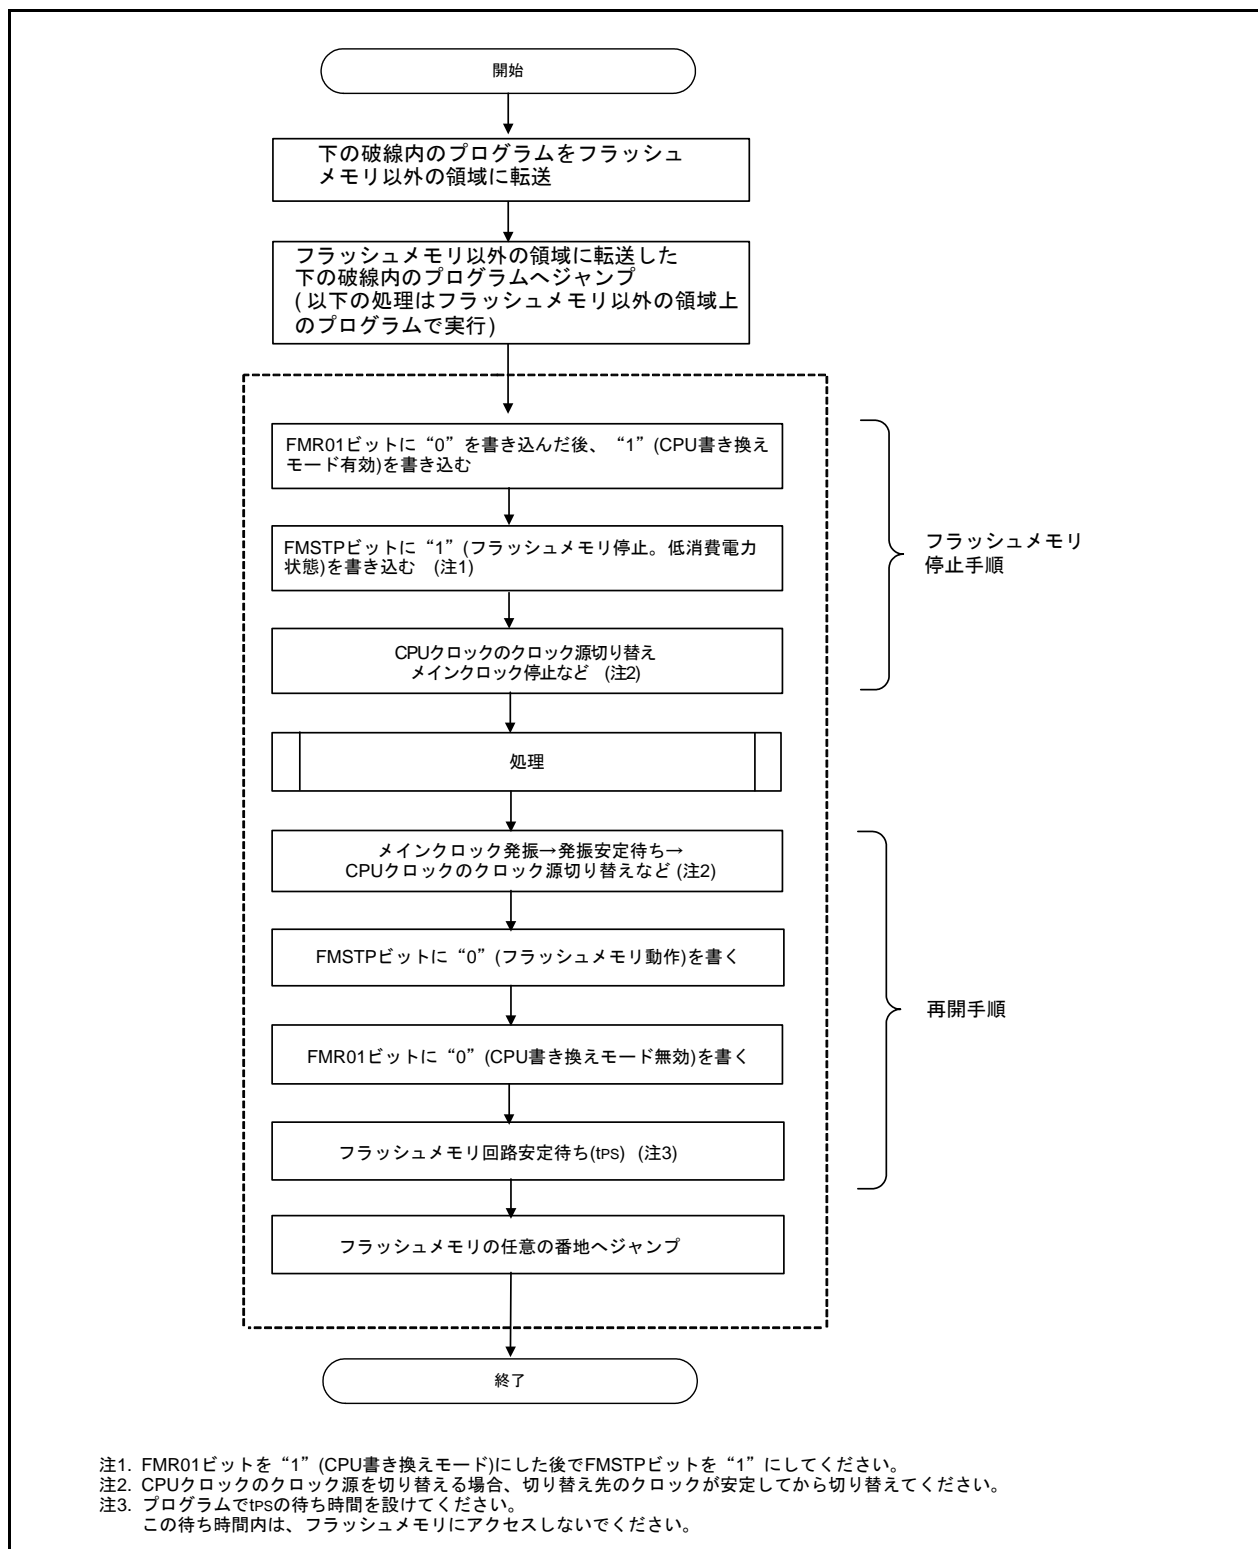 開始
下の破線内のプログラムをフラッシュ
メモリ以外の領域に転送
フラッシュメモリ以外の領域に転送した
下の破線内のプログラムへジャンプ
( 以下の処理はフラッシュメモリ以外の領域上
のプログラムで実行)
FMR01ビットに“0”を書き込んだ後、“1”(CPU書き換え
モード有効)を書き込む
FMSTPビットに“1”(フラッシュメモリ停止。低消費電力
状態)を書き込む (注1)
CPUクロックのクロック源切り替え
メインクロック停止など (注2)
フラッシュメモリ
停止手順
処理
メインクロック発振→発振安定待ち→
CPUクロックのクロック源切り替えなど (注2)
FMSTPビットに“0”(フラッシュメモリ動作)を書く
FMR01ビットに“0”(CPU書き換えモード無効)を書く
フラッシュメモリ回路安定待ち(tPS) (注3)
再開手順
フラッシュメモリの任意の番地へジャンプ
終了
注1. FMR01ビットを“1”(CPU書き換えモード)にした後でFMSTPビットを“1”にしてください。
注2. CPUクロックのクロック源を切り替える場合、切り替え先のクロックが安定してから切り替えてください。
注3. プログラムでtPSの待ち時間を設けてください。
この待ち時間内は、フラッシュメモリにアクセスしないでください。